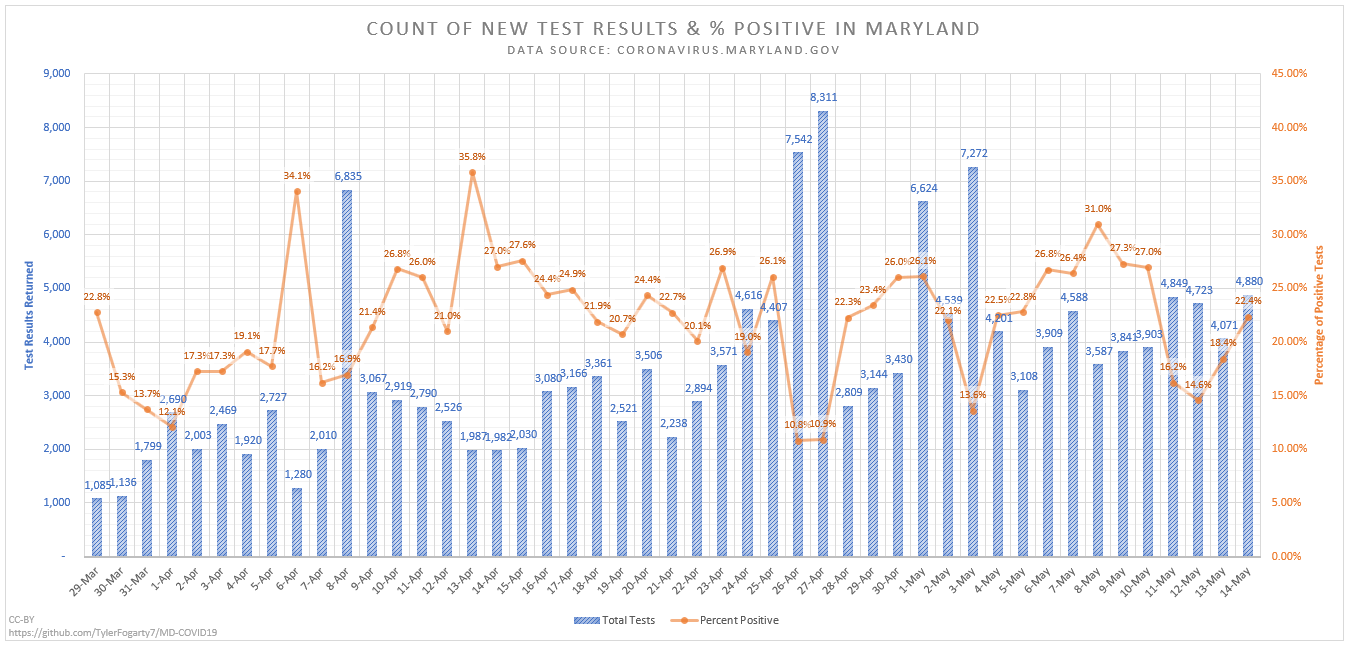 COUNT OF NEW TEST RESULTS & % POSITIVE IN MARYLAND
DATA SOURCE: CORONAVIRUS.MARYLAND.GOV
Test Results Returned
9,000
8,000
7,000
6,000
5,000
4,000
3,000
2,000
1,000
-
1,085
1,136
1,799
2,690
2,003
2,469
1,920
2,727
1,280
2,010
6,835
3,067
2,919
2,790
2,526
1,987
1,982
2,030
3,080
3,166
3,361
2,521
3,506
2,238
2,894
3,571
4,616
4,407
7,542
8,311
2,809
3,144
3,430
6,624
4,539
7,272
4,201
3,108
3,909
4,588
3,587
3,841
3,903
4,849
4,723
4,071
4,880
22.8%
15.3%
13.7%
12.1%
17.3%
17.3%
19.1%
17.7%
34.1%
16.2%
16.9%
21.4%
26.8%
26.0%
21.0%
35.8%
27.0%
27.6%
24.4%
24.9%
21.9%
20.7%
24.4%
22.7%
20.1%
26.9%
19.0%
26.1%
10.8%
10.9%
22.3%
23.4%
26.0%
26.1%
22.1%
13.6%
22.5%
22.8%
26.8%
26.4%
31.0%
27.3%
27.0%
16.2%
14.6%
18.4%
22.4%
45.00%
40.00%
35.00%
30.00%
25.00%
20.00%
15.00%
10.00%
5.00%
0.00%
Percentage of Positive Tests
29-Mar
30-Mar
31-Mar
1-Apr
2-Apr
3-Apr
4-Apr
5-Apr
6-Apr
7-Apr
8-Apr
9-Apr
10-Apr
11-Apr
12-Apr
13-Apr
14-Apr
15-Apr
16-Apr
17-Apr
18-Apr
19-Apr
20-Apr
21-Apr
22-Apr
23-Apr
24-Apr
25-Apr
26-Apr
27-Apr
28-Apr
29-Apr
30-Apr
1-May
2-May
3-May
4-May
5-May
6-May
7-May
8-May
9-May
10-May
11-May
12-May
13-May
14-May
Total Tests
Percent Positive
CC-BY
https://github.com/TylerFogarty7/MD-COVID19